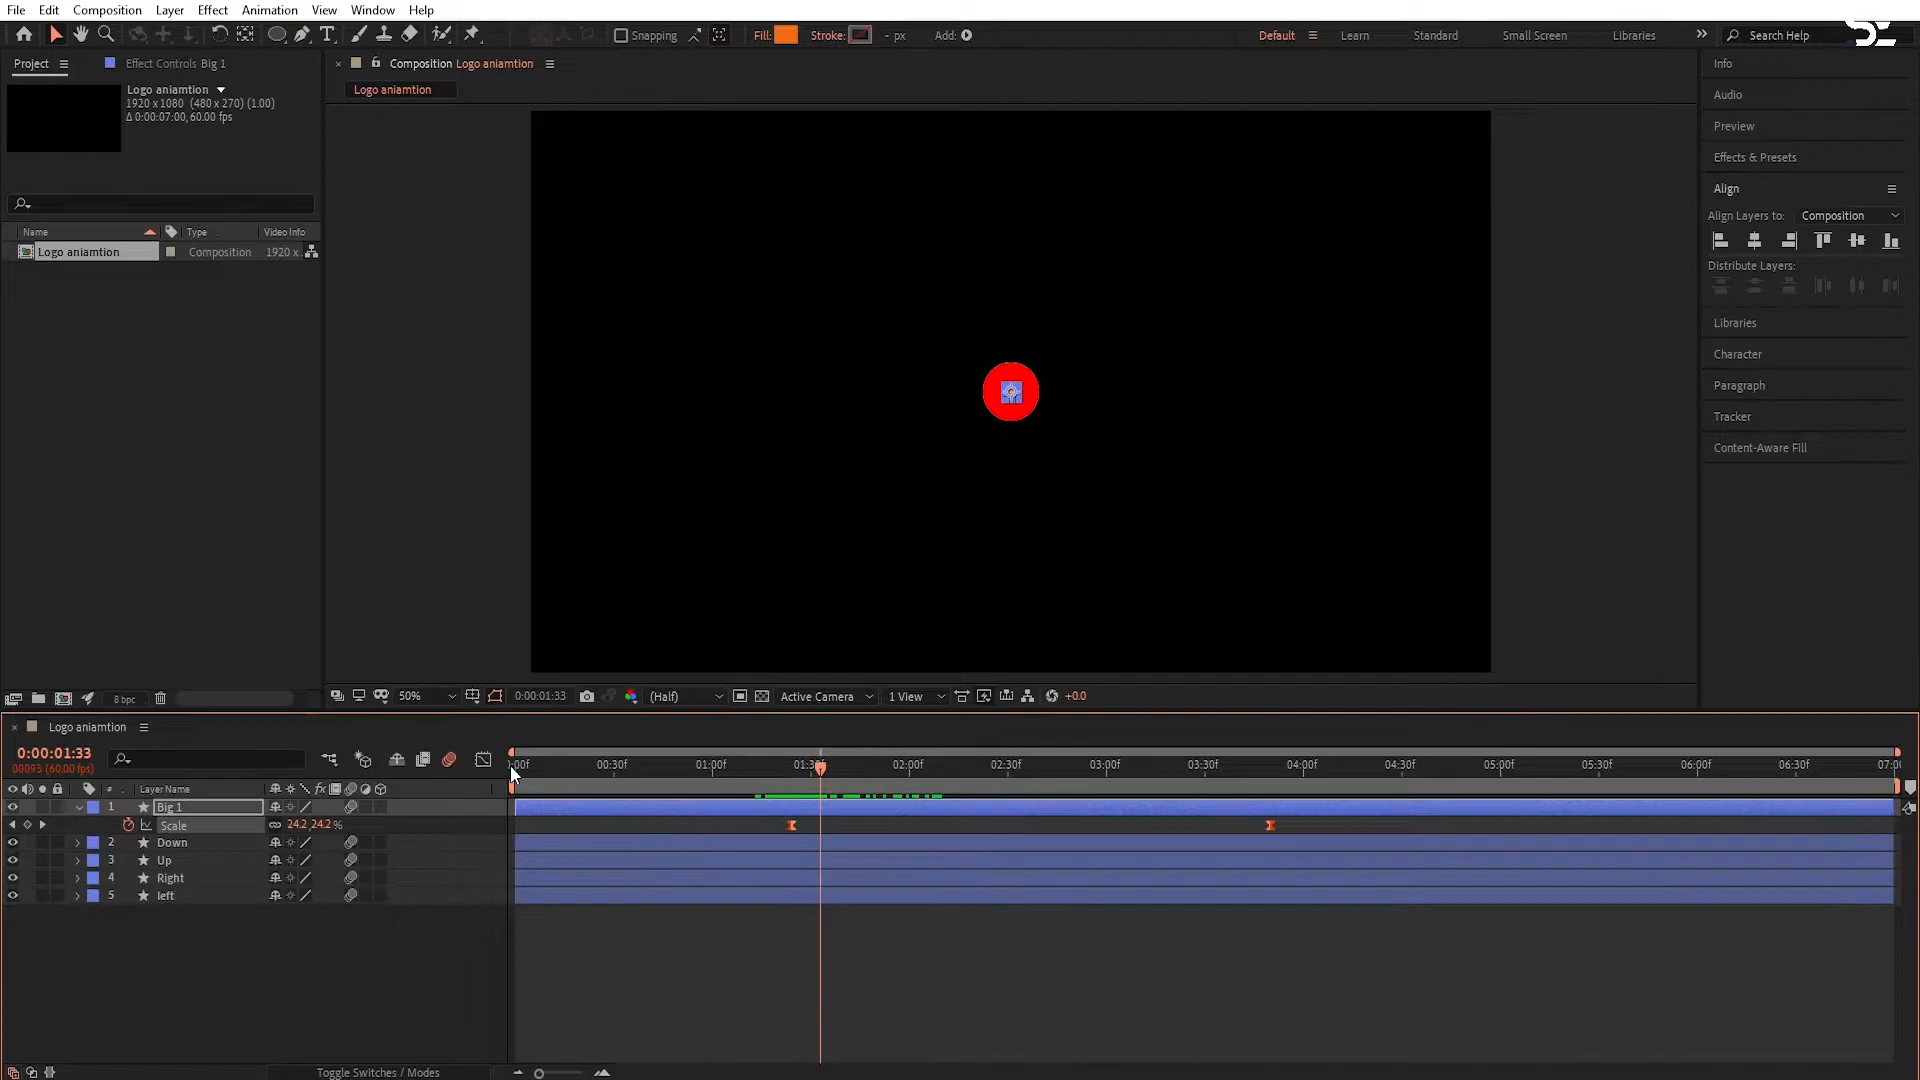 File Edit Composition Layer Effect Animation View Window Help
Snapping Fill: Stroke: - px Add: Default Learn Standard Small Screen Libraries Search Help
Project Effect Controls Big 1
Logo aniamtion
1920 x 1080 (480 x 270) (1.00)
Δ 0:00:07:00, 60.00 fps
Name Type Video Info
Logo aniamtion Composition 1920 x
8 bpc
Composition Logo aniamtion
Logo aniamtion
50% 0:00:01:33 (Half) Active Camera 1 View +0.0
Info
Audio
Preview
Effects & Presets
Align
Align Layers to: Composition
Distribute Layers:
Libraries
Character
Paragraph
Tracker
Content-Aware Fill
Logo aniamtion
0:00:01:33
00093 (60.00 fps)
:00f 00:30f 01:00f 02:00f 02:30f 03:00f 03:30f 04:00f 04:30f 05:00f 05:30f 06:00f 06:30f 07:0
# Layer Name fx
1 Big 1
Scale 24.2,24.2 %
2 Down
3 Up
4 Right
5 left
Toggle Switches / Modes